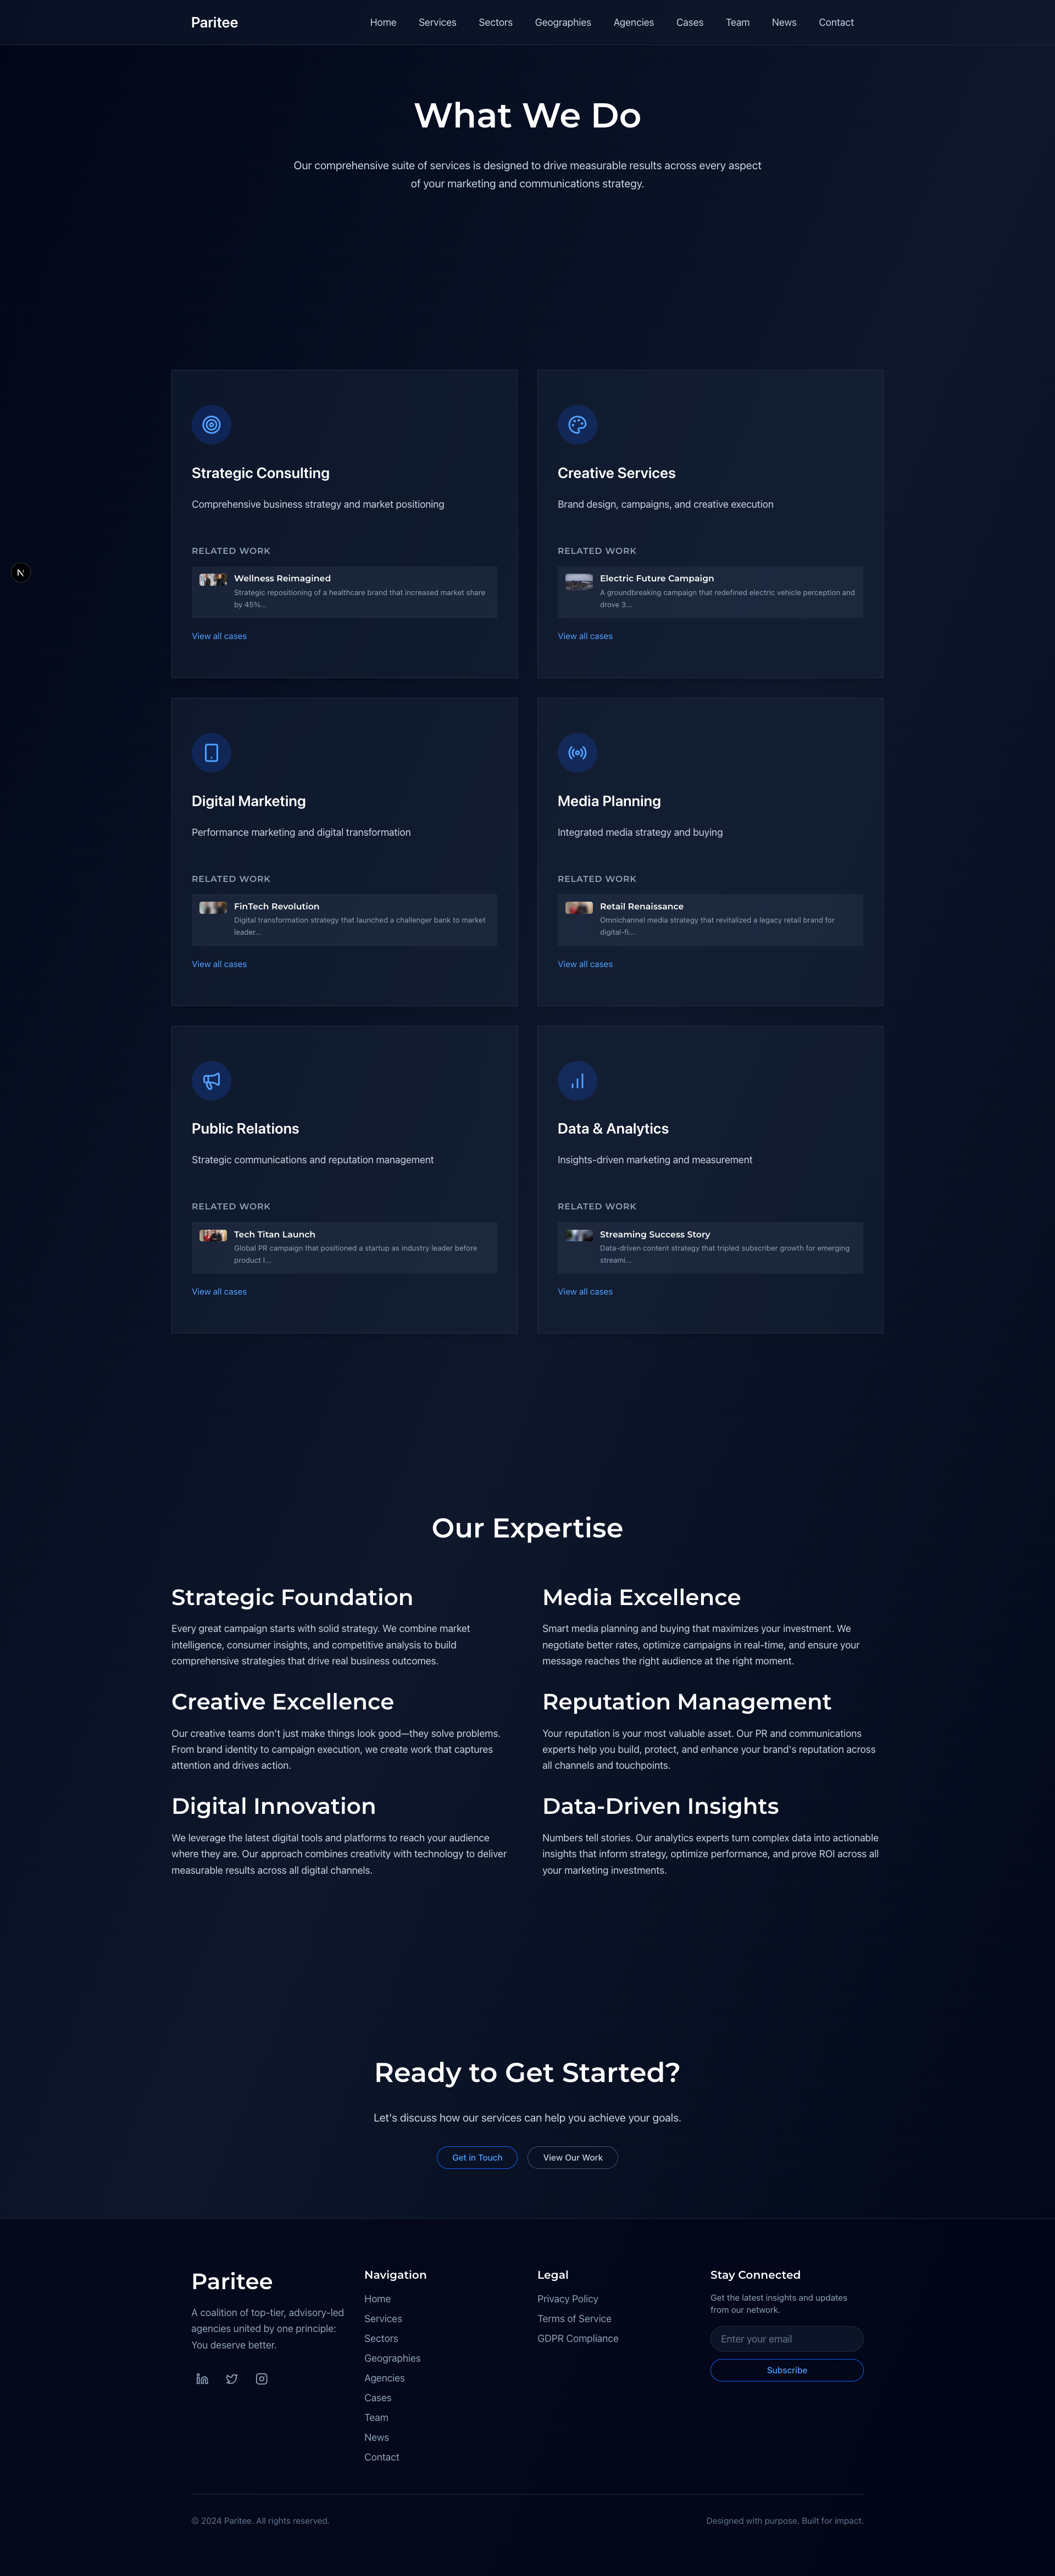 Paritee
Home Services Sectors Geographies Agencies Cases Team News Contact
What We Do
Our comprehensive suite of services is designed to drive measurable results across every aspect
of your marketing and communications strategy.
Strategic Consulting
Comprehensive business strategy and market positioning
RELATED WORK
Wellness Reimagined
Strategic repositioning of a healthcare brand that increased market share
by 45%...
View all cases
Creative Services
Brand design, campaigns, and creative execution
RELATED WORK
Electric Future Campaign
A groundbreaking campaign that redefined electric vehicle perception and
drove 3...
View all cases
N
Digital Marketing
Performance marketing and digital transformation
RELATED WORK
FinTech Revolution
Digital transformation strategy that launched a challenger bank to market
leader...
View all cases
Media Planning
Integrated media strategy and buying
RELATED WORK
Retail Renaissance
Omnichannel media strategy that revitalized a legacy retail brand for
digital-fi...
View all cases
Public Relations
Strategic communications and reputation management
RELATED WORK
Tech Titan Launch
Global PR campaign that positioned a startup as industry leader before
product l...
View all cases
Data & Analytics
Insights-driven marketing and measurement
RELATED WORK
Streaming Success Story
Data-driven content strategy that tripled subscriber growth for emerging
streami...
View all cases
Our Expertise
Strategic Foundation
Every great campaign starts with solid strategy. We combine market
intelligence, consumer insights, and competitive analysis to build
comprehensive strategies that drive real business outcomes.
Creative Excellence
Our creative teams don't just make things look good—they solve problems.
From brand identity to campaign execution, we create work that captures
attention and drives action.
Digital Innovation
We leverage the latest digital tools and platforms to reach your audience
where they are. Our approach combines creativity with technology to deliver
measurable results across all digital channels.
Media Excellence
Smart media planning and buying that maximizes your investment. We
negotiate better rates, optimize campaigns in real-time, and ensure your
message reaches the right audience at the right moment.
Reputation Management
Your reputation is your most valuable asset. Our PR and communications
experts help you build, protect, and enhance your brand's reputation across
all channels and touchpoints.
Data-Driven Insights
Numbers tell stories. Our analytics experts turn complex data into actionable
insights that inform strategy, optimize performance, and prove ROI across all
your marketing investments.
Ready to Get Started?
Let's discuss how our services can help you achieve your goals.
Get in Touch
View Our Work
Paritee
A coalition of top-tier, advisory-led
agencies united by one principle:
You deserve better.
Navigation
Home
Services
Sectors
Geographies
Agencies
Cases
Team
News
Contact
Legal
Privacy Policy
Terms of Service
GDPR Compliance
Stay Connected
Get the latest insights and updates
from our network.
Enter your email
Subscribe
© 2024 Paritee. All rights reserved.
Designed with purpose. Built for impact.